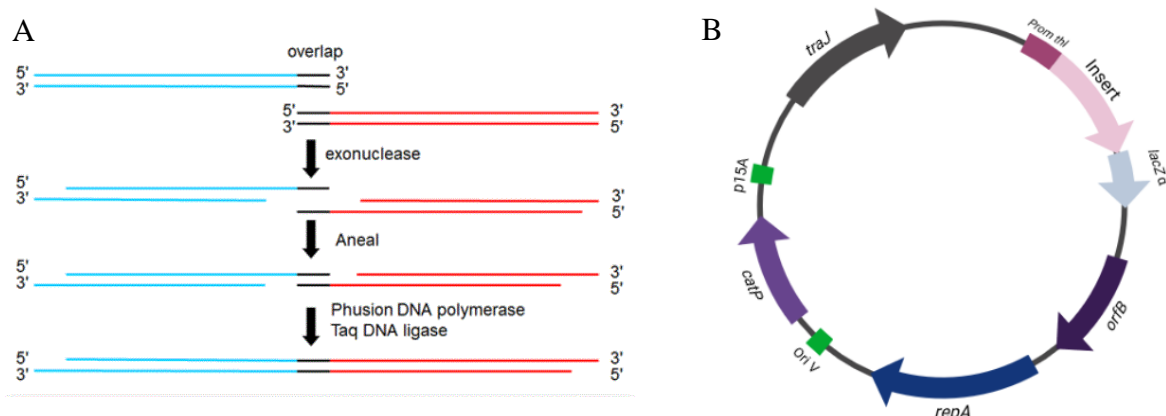 A
overlap
5' 3'
3' 5'
5' 3'
3' 5'
exonuclease
5'
3' 3'
5'
Aneal
5' 3'
3' 5'
Phusion DNA polymerase
Taq DNA ligase
5' 3'
3' 5'
B
traJ
Prom thl
Insert
lacZ α
orfB
repA
Ori V
catP
p15A